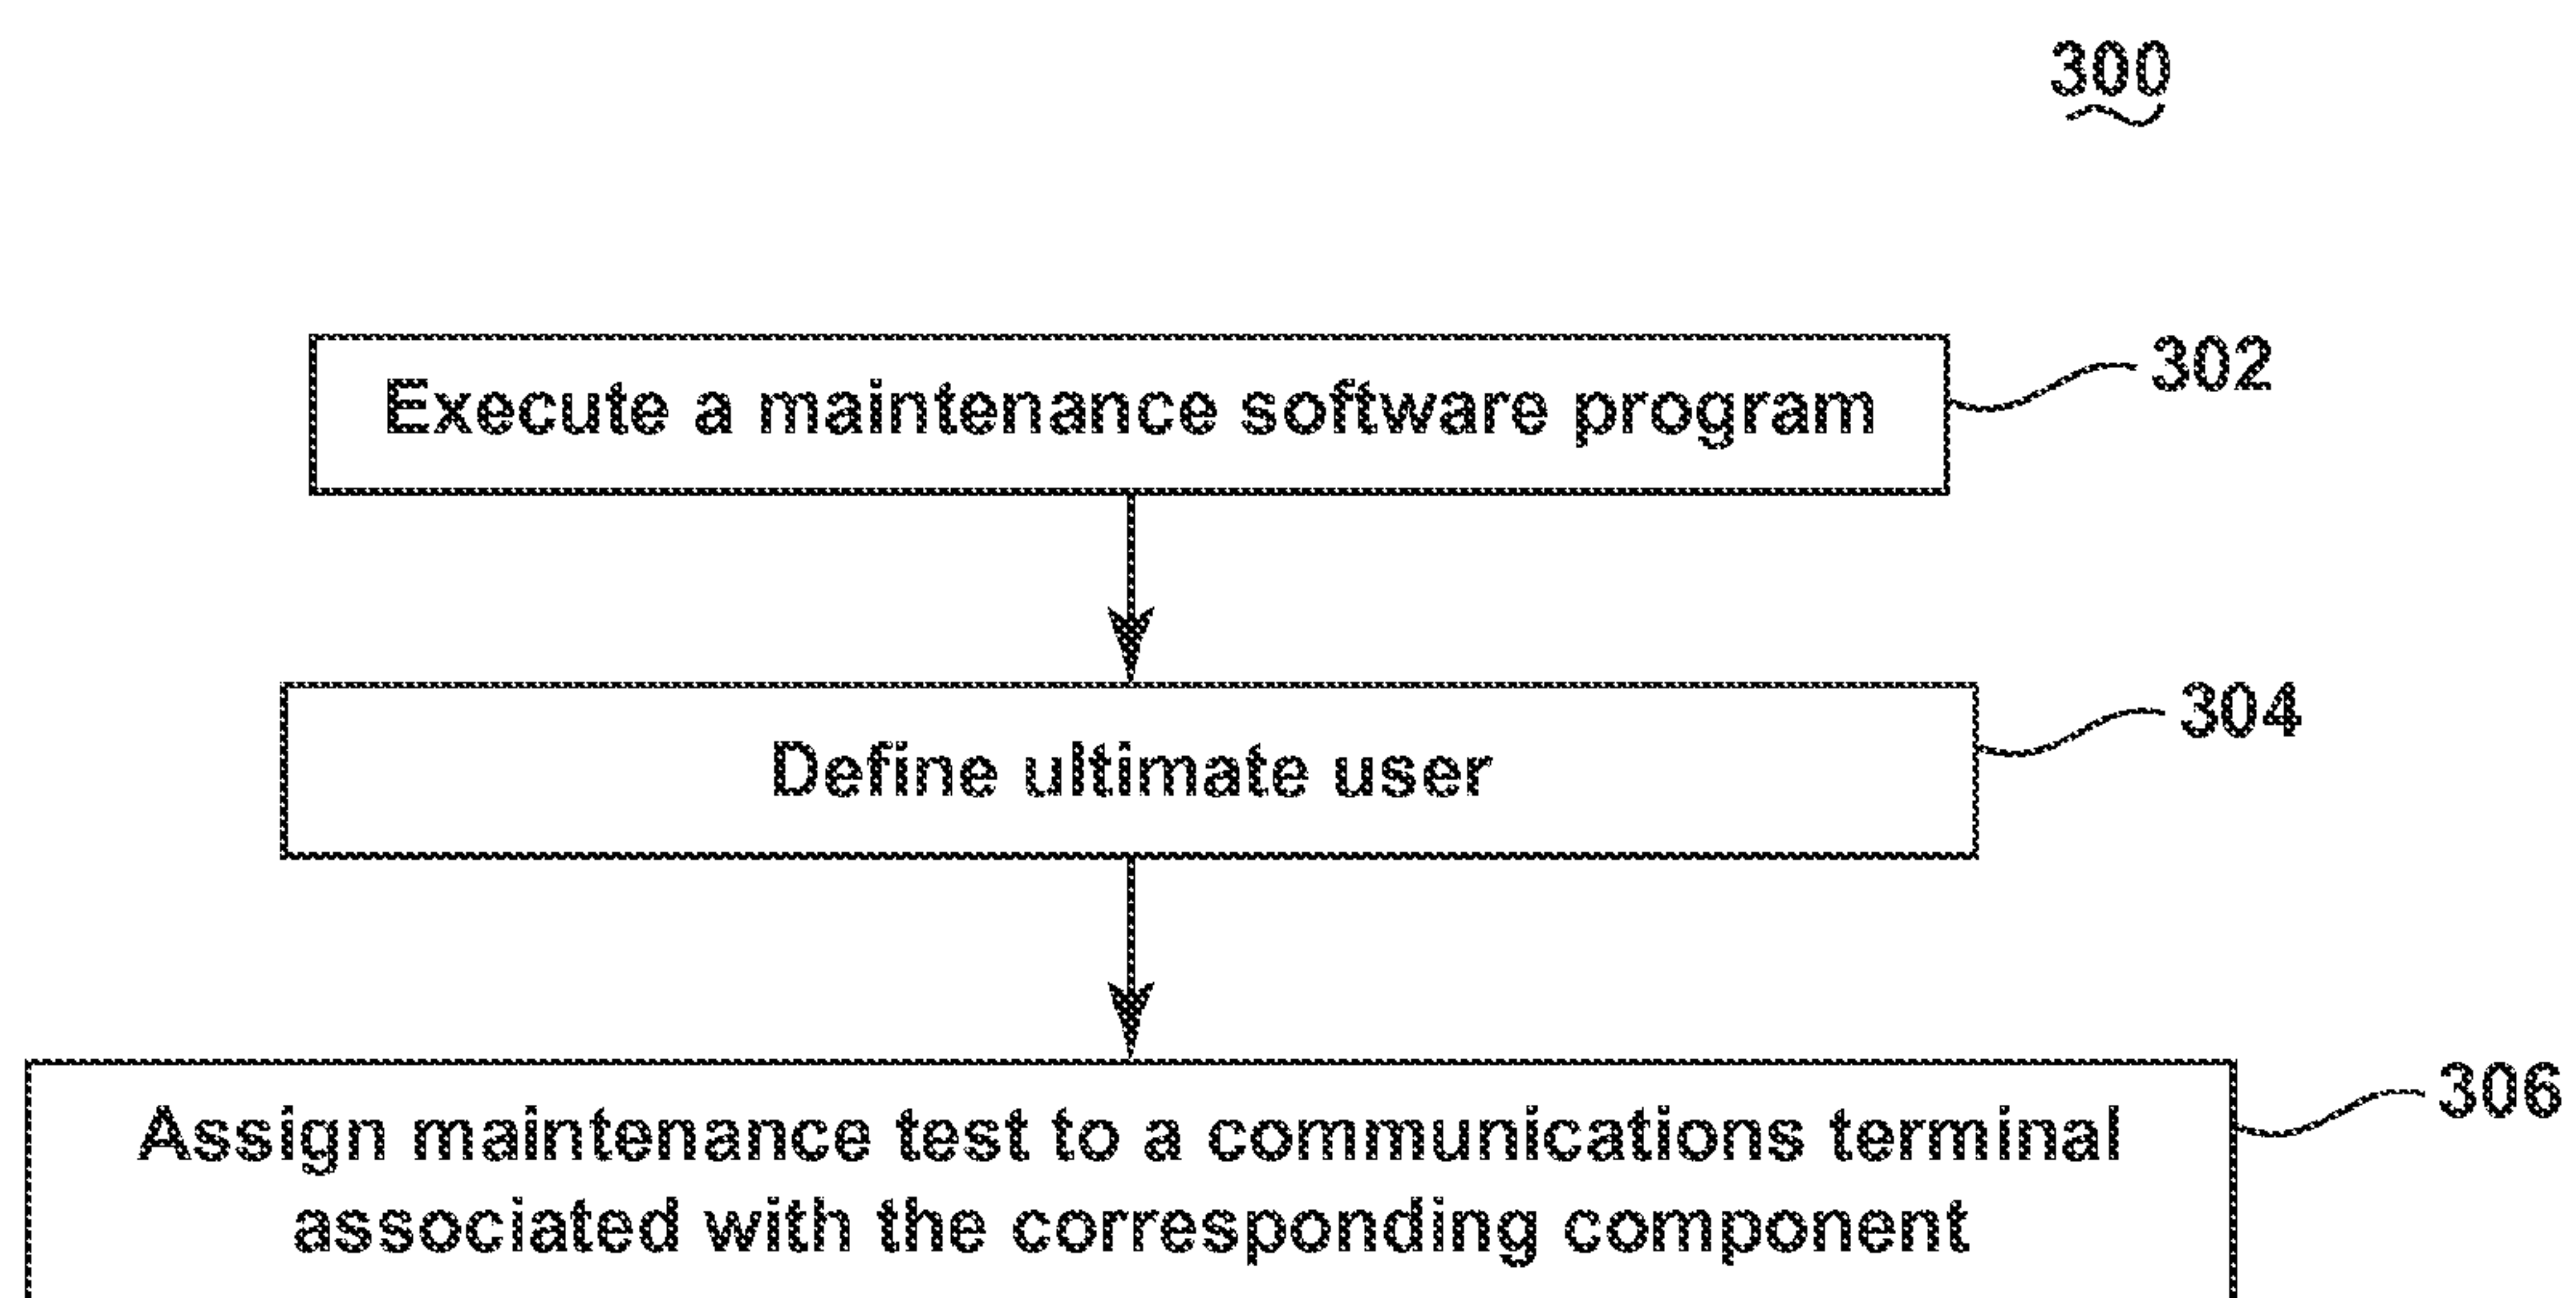 300
Execute a maintenance software program
302
Define ultimate user
304
Assign maintenance test to a communications terminal
associated with the corresponding component
306